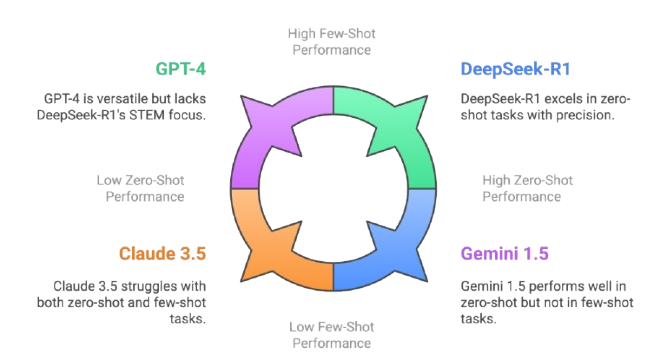 High Few-Shot
Performance
GPT-4
GPT-4 is versatile but lacks
DeepSeek-R1's STEM focus.
DeepSeek-R1
DeepSeek-R1 excels in zero-
shot tasks with precision.
Low Zero-Shot
Performance
High Zero-Shot
Performance
Claude 3.5
Claude 3.5 struggles with
both zero-shot and few-shot
tasks.
Gemini 1.5
Gemini 1.5 performs well in
zero-shot but not in few-shot
tasks.
Low Few-Shot
Performance